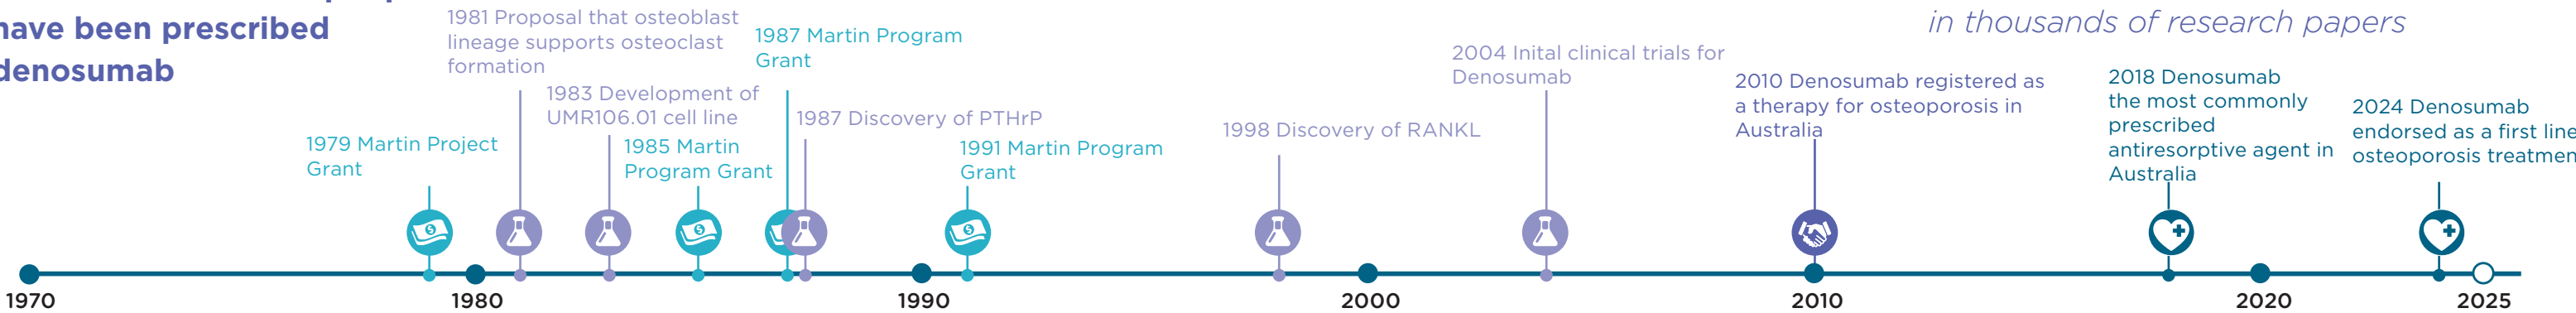 have been prescribed
denosumab
in thousands of research papers
1979 Martin Project
Grant
1981 Proposal that osteoblast
lineage supports osteoclast
formation
1983 Development of
UMR106.01 cell line
1985 Martin
Program Grant
1987 Martin Program
Grant
1987 Discovery of PTHrP
1991 Martin Program
Grant
1998 Discovery of RANKL
2004 Inital clinical trials for
Denosumab
2010 Denosumab registered as
a therapy for osteoporosis in
Australia
2018 Denosumab
the most commonly
prescribed
antiresorptive agent in
Australia
2024 Denosumab
endorsed as a first line
osteoporosis treatmen
1970
1980
1990
2000
2010
2020
2025